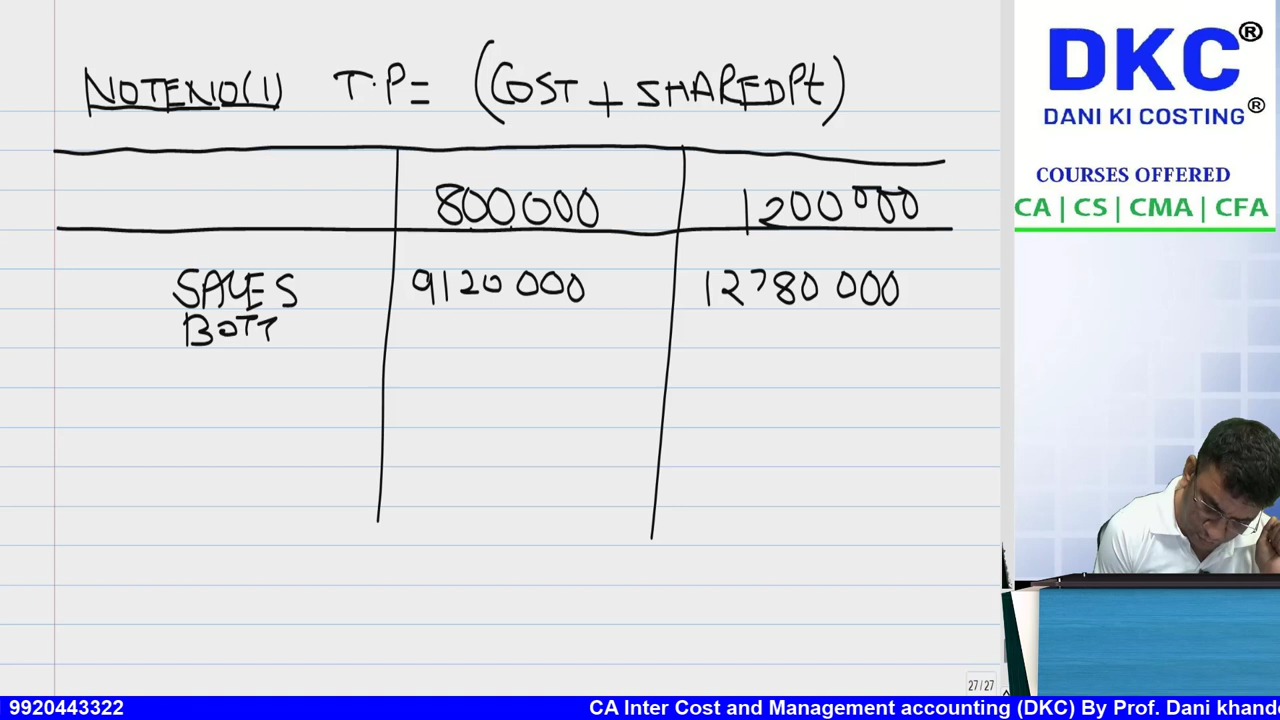 NOTENO(1) T.P= (COST + SHAREDPt)
800000 1200000
SALES 9120000 12780000
BOTT
27/27
DKC®
DANI KI COSTING®
COURSES OFFERED
CA | CS | CMA | CFA
9920443322 CA Inter Cost and Management accounting (DKC) By Prof. Dani khand